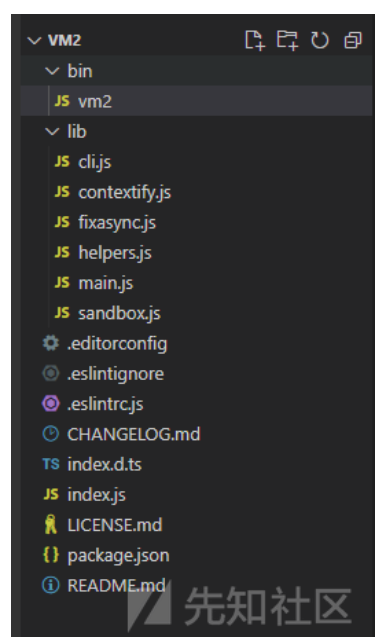 VM2
bin
JS vm2
lib
JS cli.js
JS contextify.js
JS fixasync.js
JS helpers.js
JS main.js
JS sandbox.js
.editorconfig
.eslintignore
.eslintrc.js
CHANGELOG.md
TS index.d.ts
JS index.js
LICENSE.md
{} package.json
README.md
先知社区